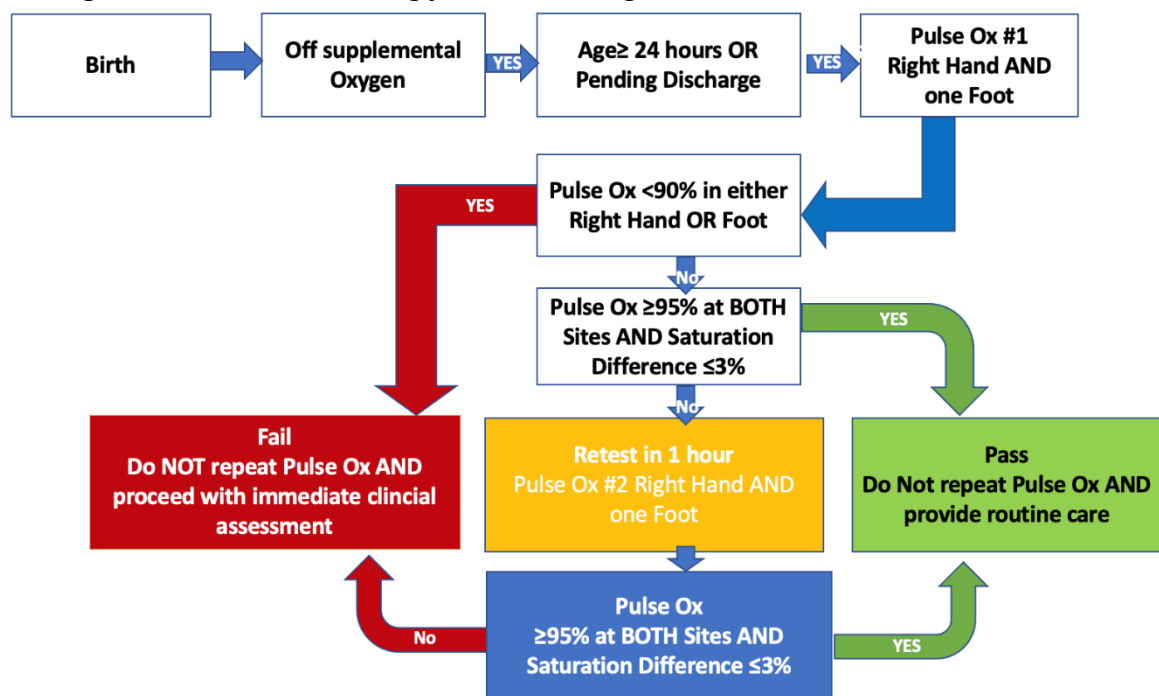 Birth
Off supplemental
Oxygen
YES
Age≥ 24 hours OR
Pending Discharge
YES
Pulse Ox #1
Right Hand AND
one Foot
Pulse Ox <90% in either
Right Hand OR Foot
YES
No
Pulse Ox ≥95% at BOTH
Sites AND Saturation
Difference ≤3%
YES
No
Fail
Do NOT repeat Pulse Ox AND
proceed with immediate clincial
assessment
Retest in 1 hour
Pulse Ox #2 Right Hand AND
one Foot
Pass
Do Not repeat Pulse Ox AND
provide routine care
Pulse Ox
≥95% at BOTH Sites AND
Saturation Difference ≤3%
No
YES